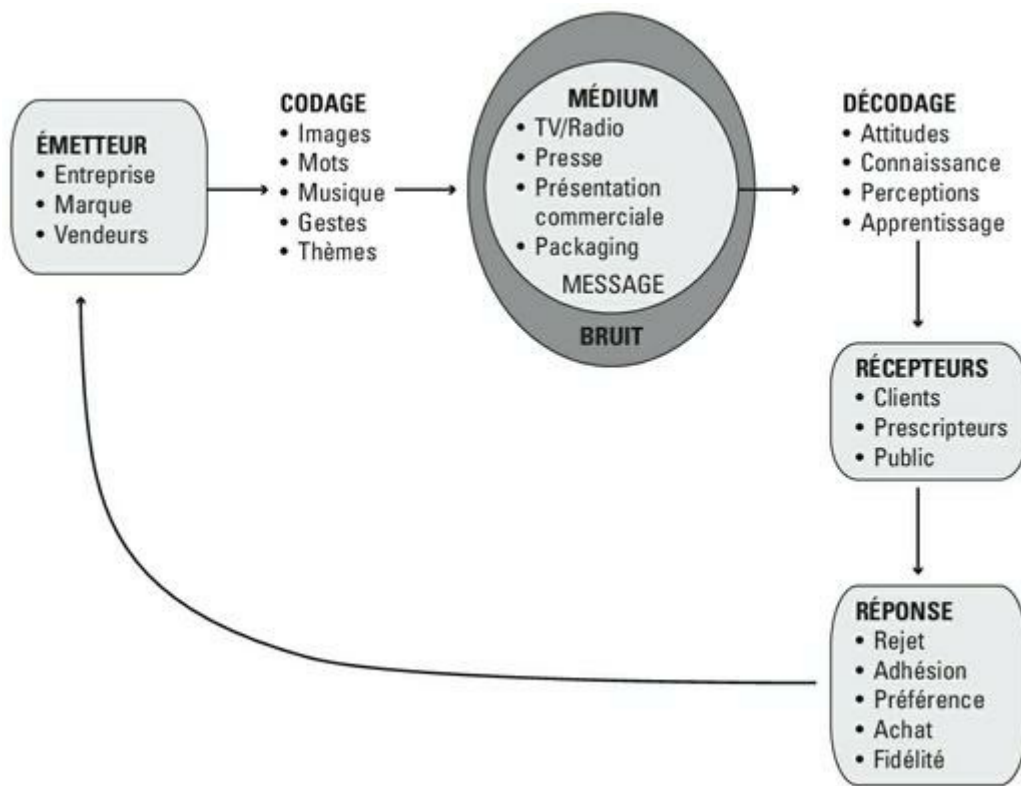 ÉMETTEUR
• Entreprise
• Marque
• Vendeurs
CODAGE
• Images
• Mots
• Musique
• Gestes
• Thèmes
MÉDIUM
• TV/Radio
• Presse
• Présentation
commerciale
• Packaging
MESSAGE
BRUIT
DÉCODAGE
• Attitudes
• Connaissance
• Perceptions
• Apprentissage
RÉCEPTEURS
• Clients
• Prescripteurs
• Public
RÉPONSE
• Rejet
• Adhésion
• Préférence
• Achat
• Fidélité